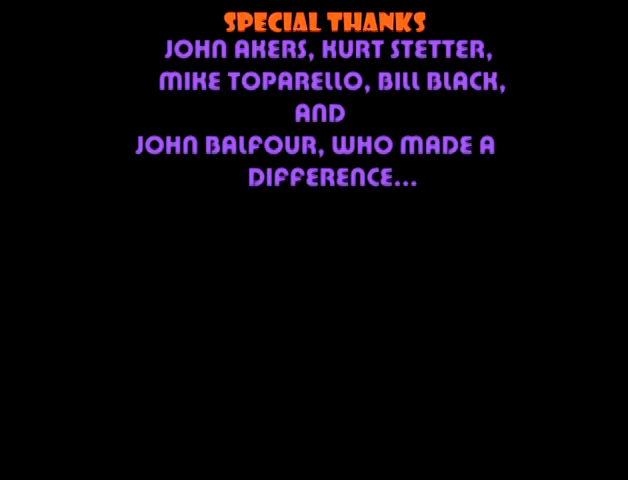 SPECIAL THANKS
JOHN AKERS, KURT STETTER,
MIKE TOPARELLO, BILL BLACK,
AND
JOHN BALFOUR, WHO MADE A
DIFFERENCE...